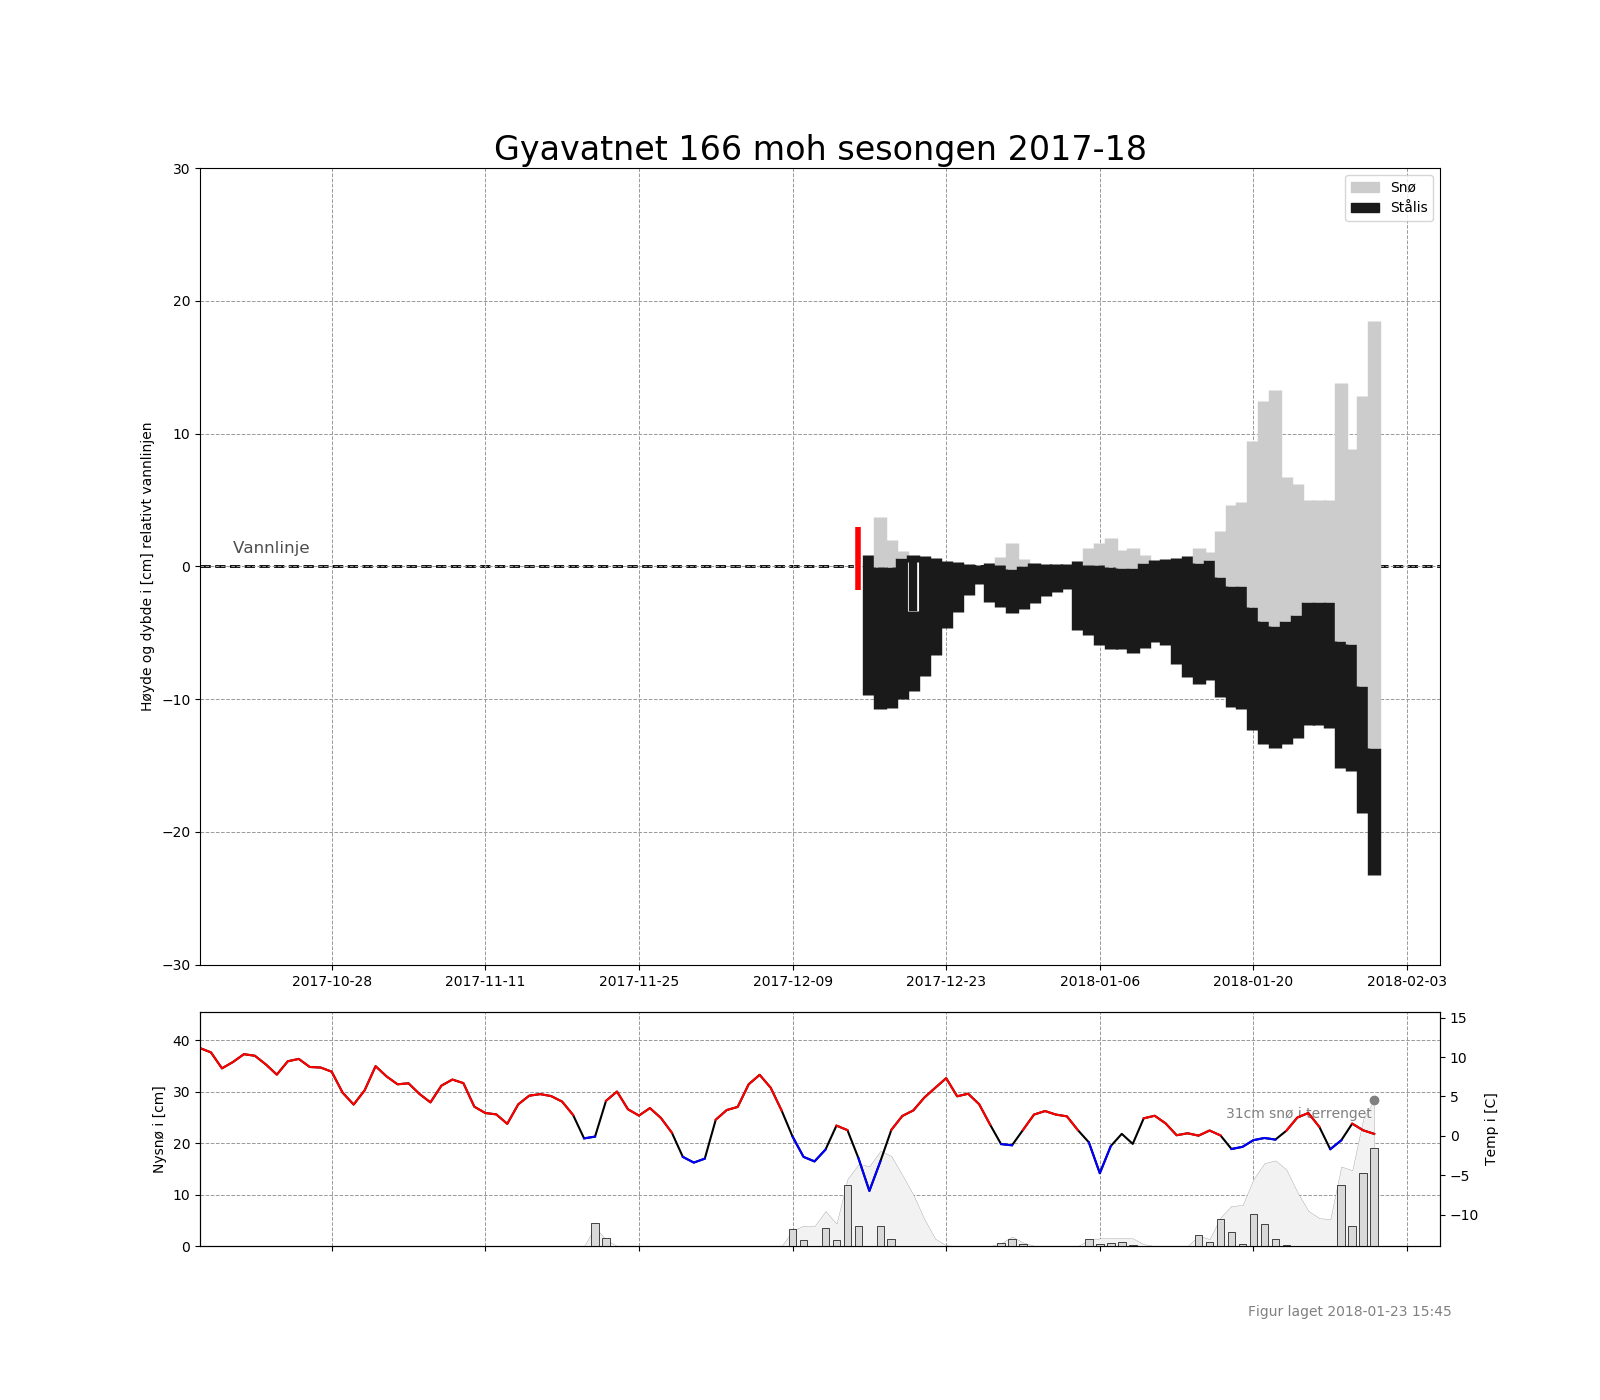 Gyavatnet 166 moh sesongen 2017-18
Snø
Stålis
30
20
10
0
−10
−20
−30
Høyde og dybde i [cm] relativt vannlinjen
Vannlinje
2017-10-28
2017-11-11
2017-11-25
2017-12-09
2017-12-23
2018-01-06
2018-01-20
2018-02-03
40
30
20
10
0
Nysnø i [cm]
31cm snø i terrenget
15
10
5
0
−5
−10
Temp i [C]
Figur laget 2018-01-23 15:45